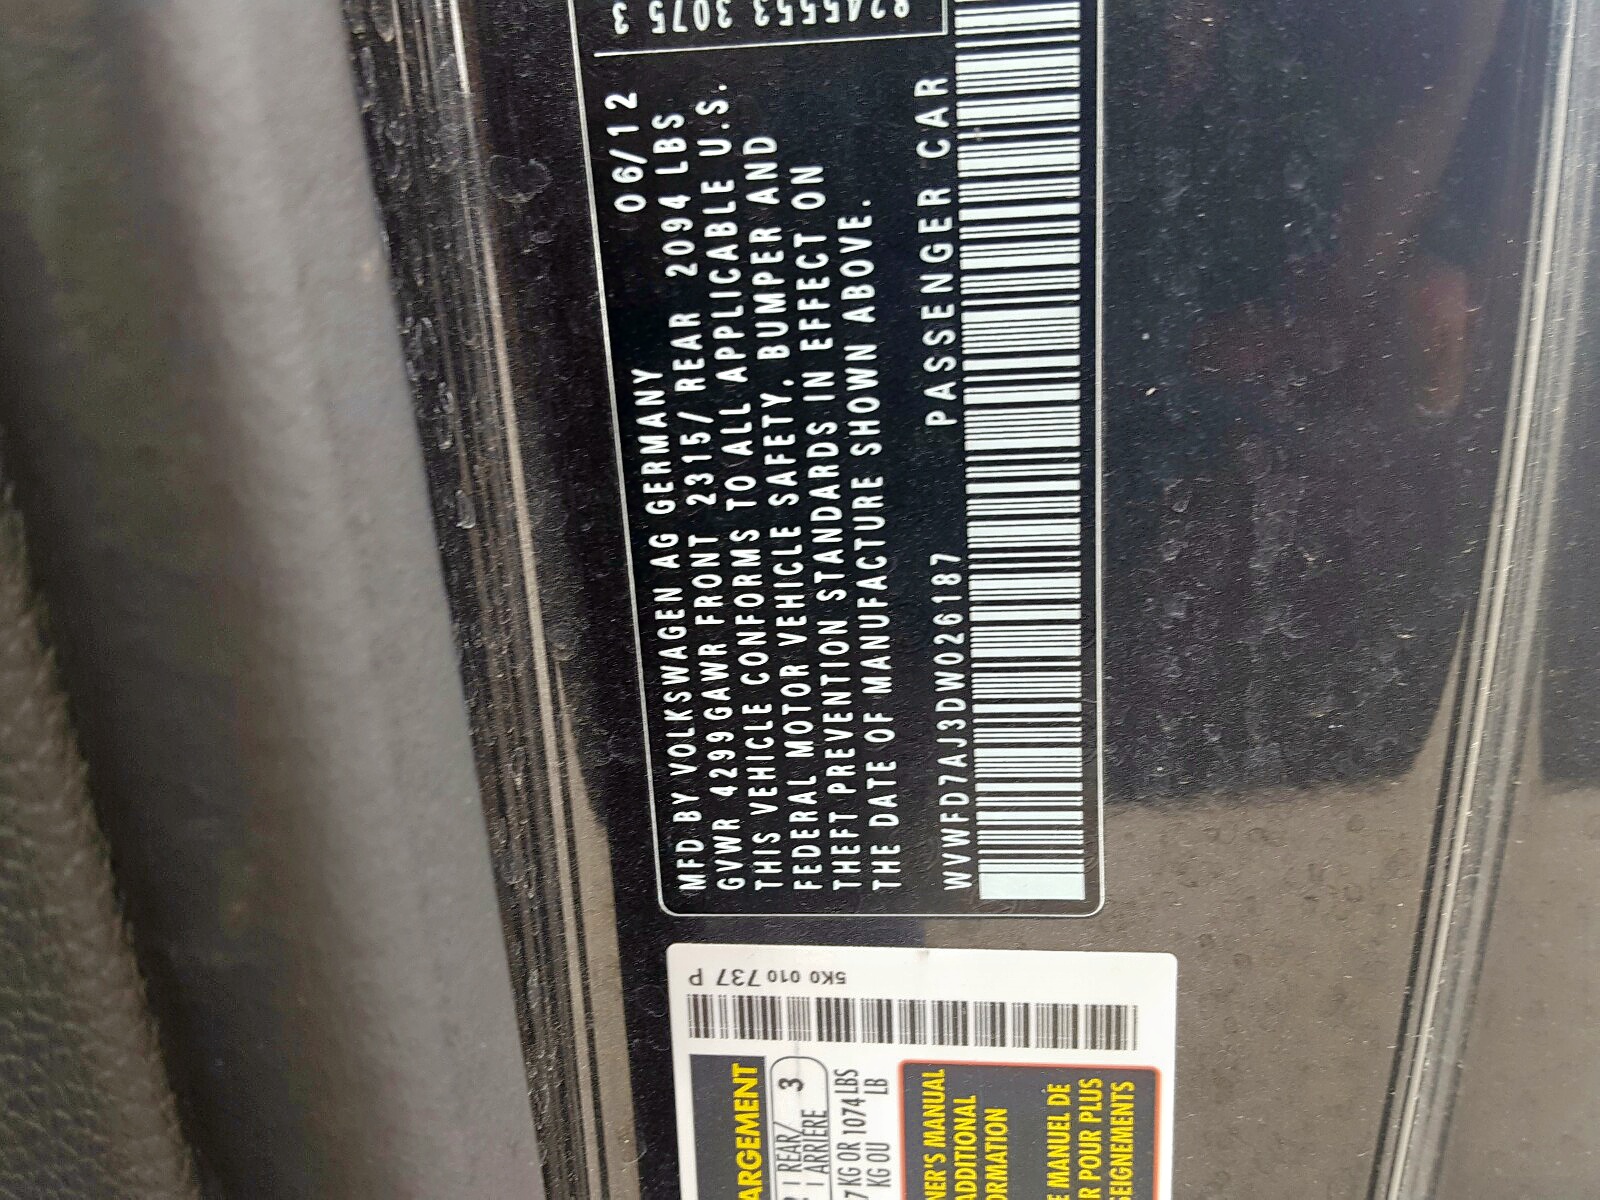 06/12
MFD BY VOLKSWAGEN AG GERMANY
GVWR 4299GAWR FRONT 2315/ REAR 2094 LBS
THIS VEHICLE CONFORMS TO ALL APPLICABLE U.S.
FEDERAL MOTOR VEHICLE SAFETY, BUMPER AND
THEFT PREVENTION STANDARDS IN EFFECT ON
THE DATE OF MANUFACTURE SHOWN ABOVE.
WVWFD7AJ3DW026187 PASSENGER CAR
8245553 3075 3
5K0 010 737 P
ARGEMENT
REAR/ 3
ARRIÈRE
7 KG OR 1074 LBS
KG OU LB
NER'S MANUAL
ADDITIONAL
ORMATION
E MANUEL DE
R POUR PLUS
SEIGNEMENTS